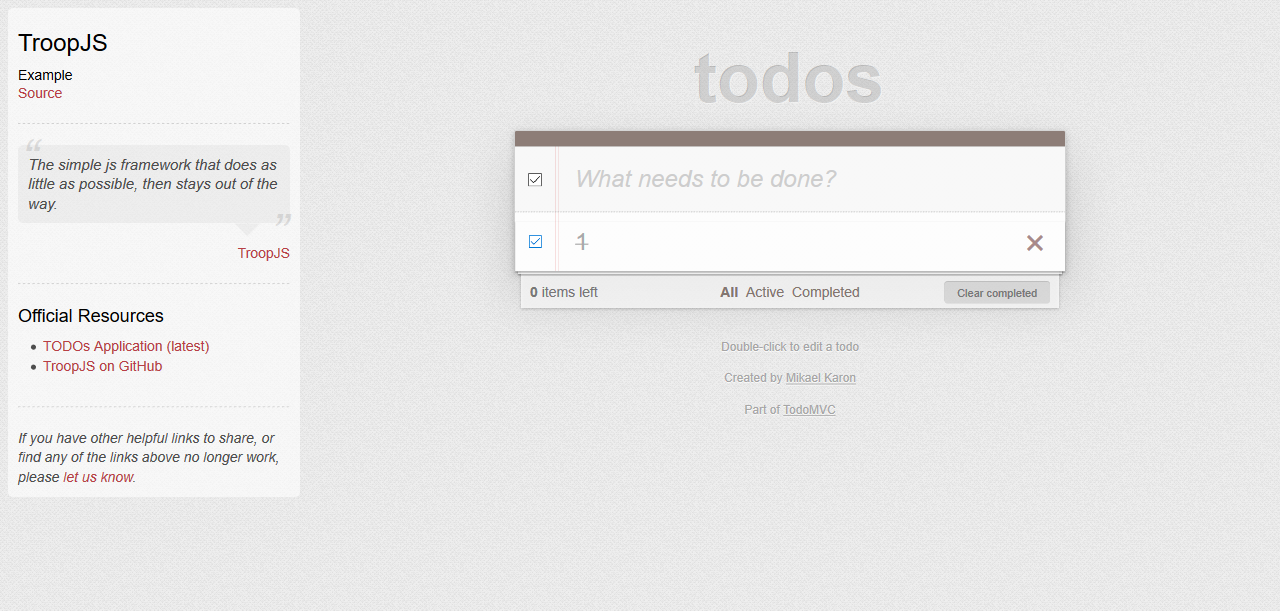 TroopJS
Example
Source
“
The simple js framework that does as
little as possible, then stays out of the
way.
”
TroopJS
Official Resources
TODOs Application (latest)
TroopJS on GitHub
If you have other helpful links to share, or
find any of the links above no longer work,
please let us know.
todos
What needs to be done?
1
0 items left All Active Completed Clear completed
Double-click to edit a todo
Created by Mikael Karon
Part of TodoMVC